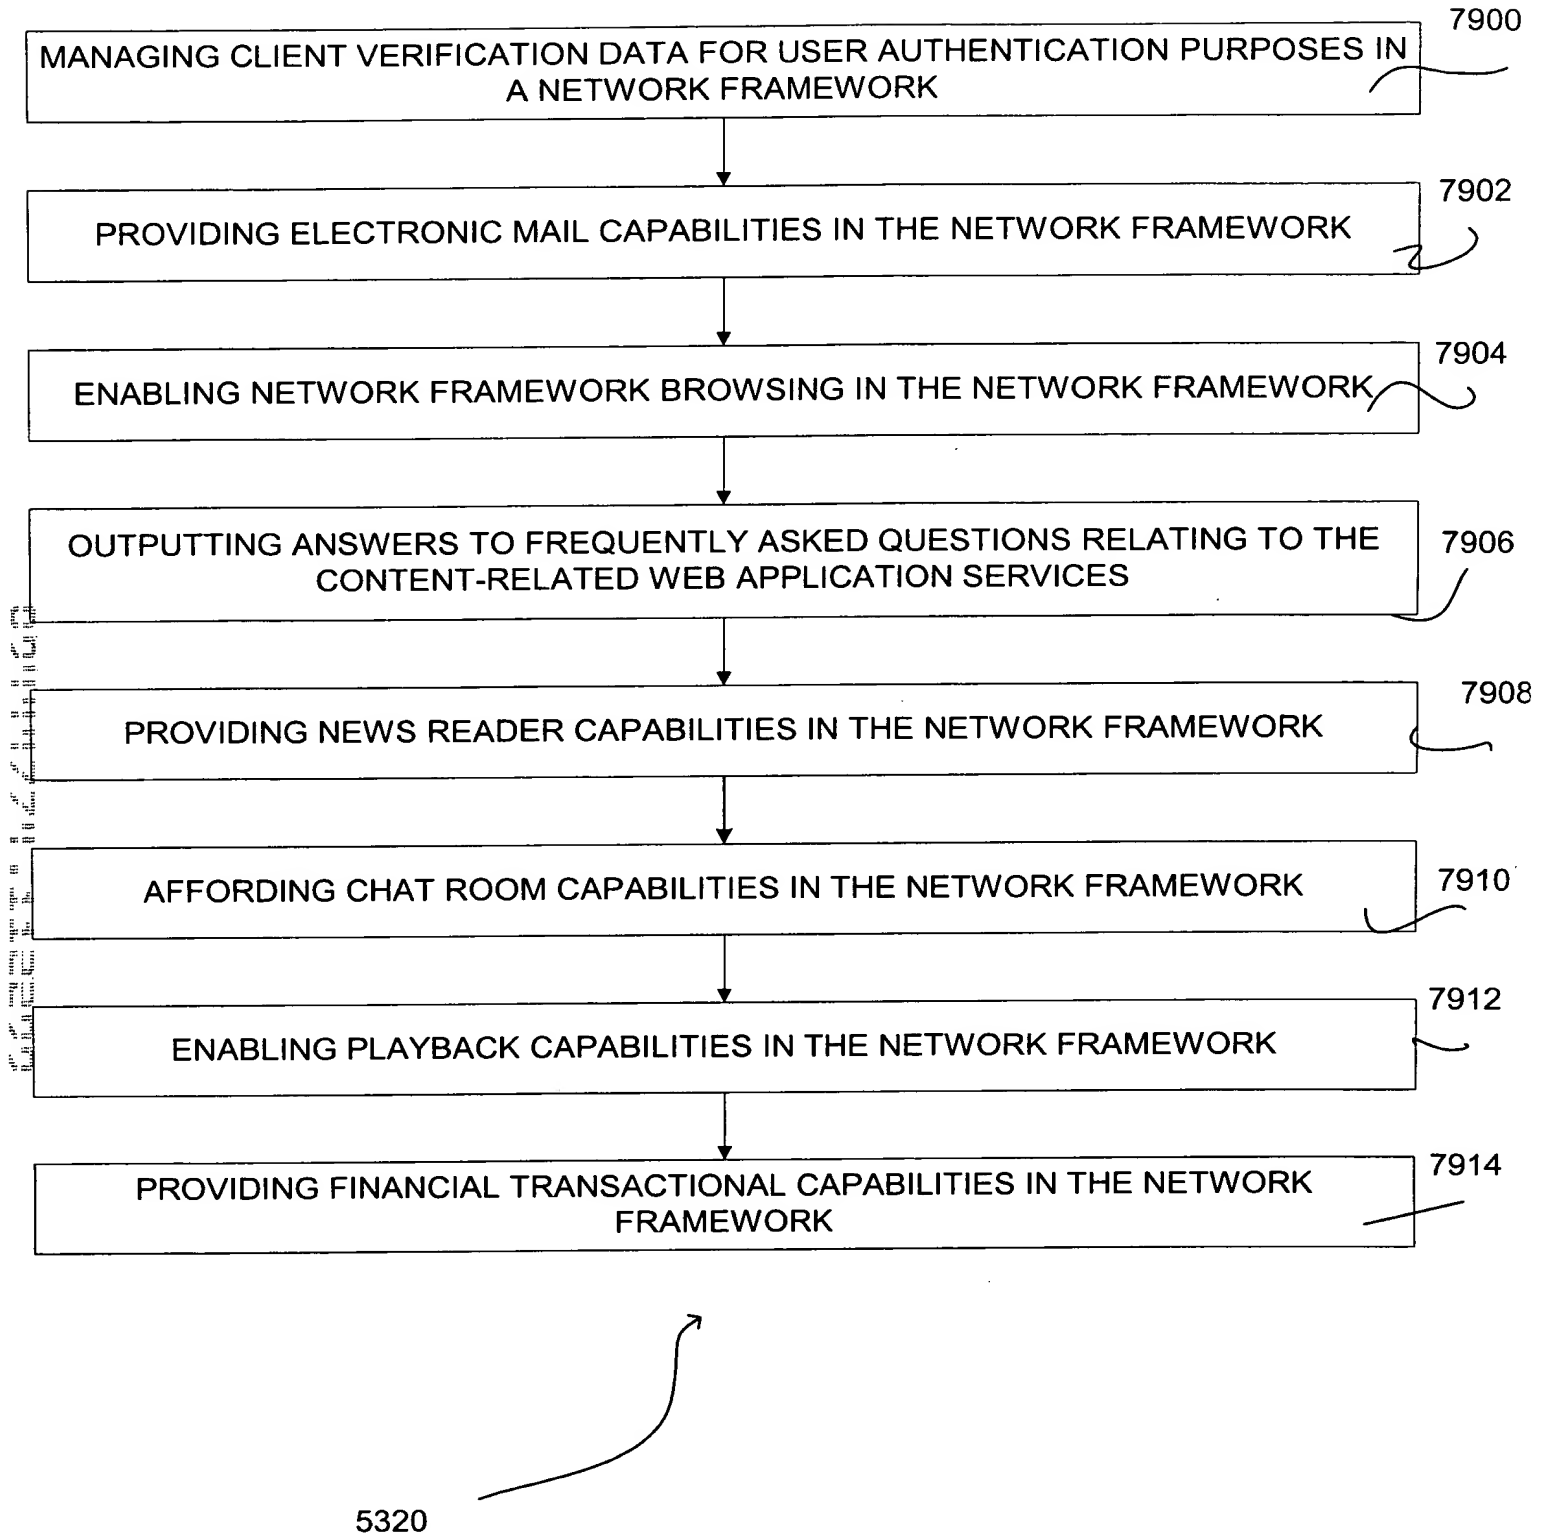 7900
MANAGING CLIENT VERIFICATION DATA FOR USER AUTHENTICATION PURPOSES IN
A NETWORK FRAMEWORK
7902
PROVIDING ELECTRONIC MAIL CAPABILITIES IN THE NETWORK FRAMEWORK
7904
ENABLING NETWORK FRAMEWORK BROWSING IN THE NETWORK FRAMEWORK
OUTPUTTING ANSWERS TO FREQUENTLY ASKED QUESTIONS RELATING TO THE
CONTENT-RELATED WEB APPLICATION SERVICES
7906
7908
PROVIDING NEWS READER CAPABILITIES IN THE NETWORK FRAMEWORK
7910
AFFORDING CHAT ROOM CAPABILITIES IN THE NETWORK FRAMEWORK
7912
ENABLING PLAYBACK CAPABILITIES IN THE NETWORK FRAMEWORK
7914
PROVIDING FINANCIAL TRANSACTIONAL CAPABILITIES IN THE NETWORK
FRAMEWORK
5320